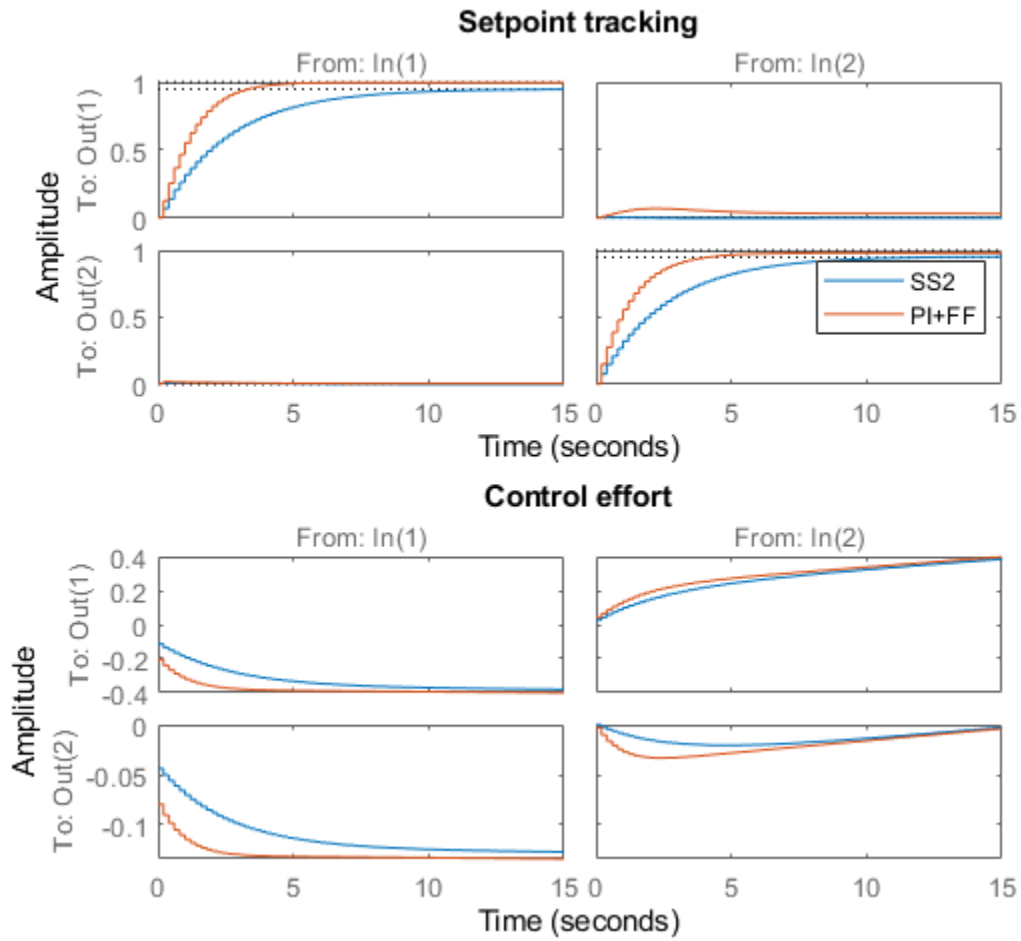 Setpoint tracking
From: In(1)
From: In(2)
Amplitude
To: Out(1)
1
0.5
0
To: Out(2)
1
0.5
0
SS2
PI+FF
0 5 10 15
0 5 10 15
Time (seconds)
Control effort
From: In(1)
From: In(2)
Amplitude
To: Out(1)
0.4
0.2
0
-0.2
-0.4
To: Out(2)
0
-0.05
-0.1
0 5 10 15
0 5 10 15
Time (seconds)